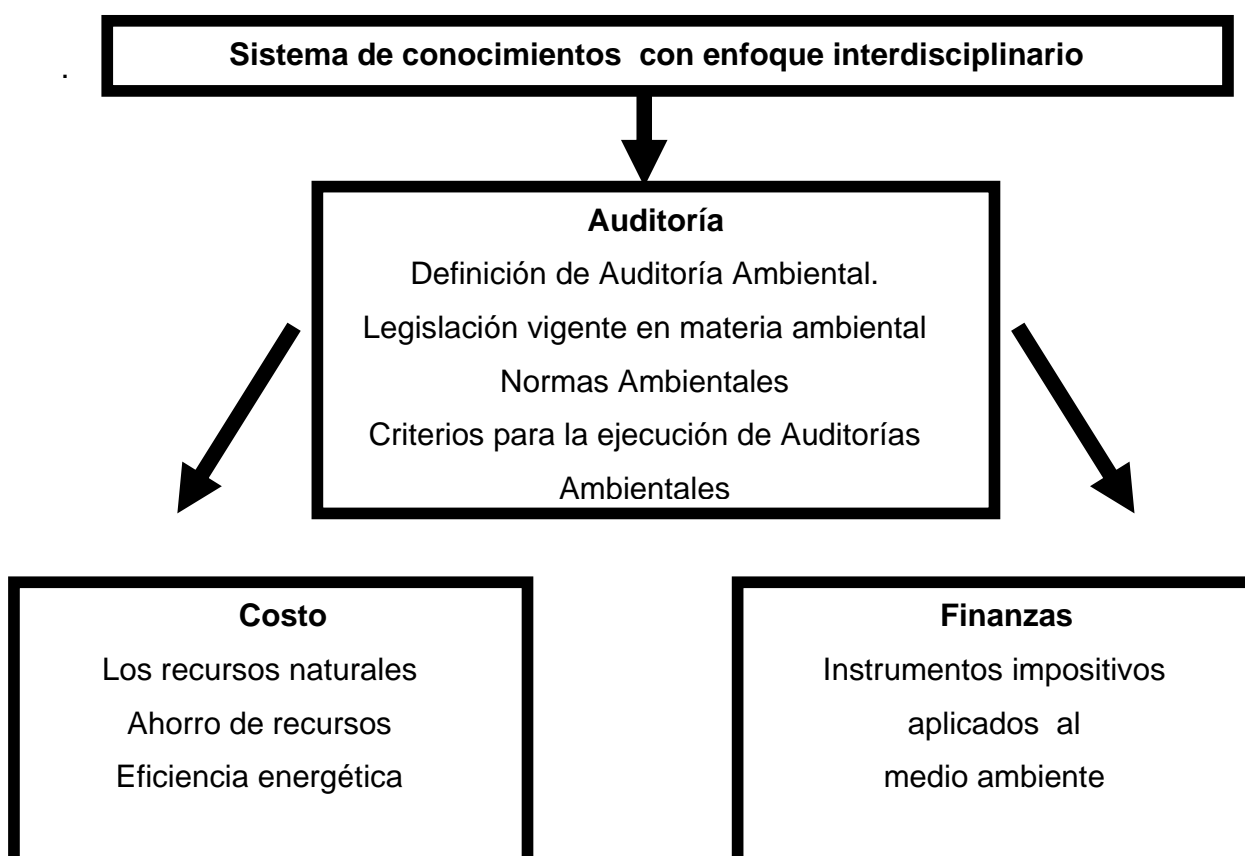 Sistema de conocimientos con enfoque interdisciplinario
.
Auditoría
Definición de Auditoría Ambiental.
Legislación vigente en materia ambiental
Normas Ambientales
Criterios para la ejecución de Auditorías
Ambientales
Costo
Los recursos naturales
Ahorro de recursos
Eficiencia energética
Finanzas
Instrumentos impositivos
aplicados al
medio ambiente